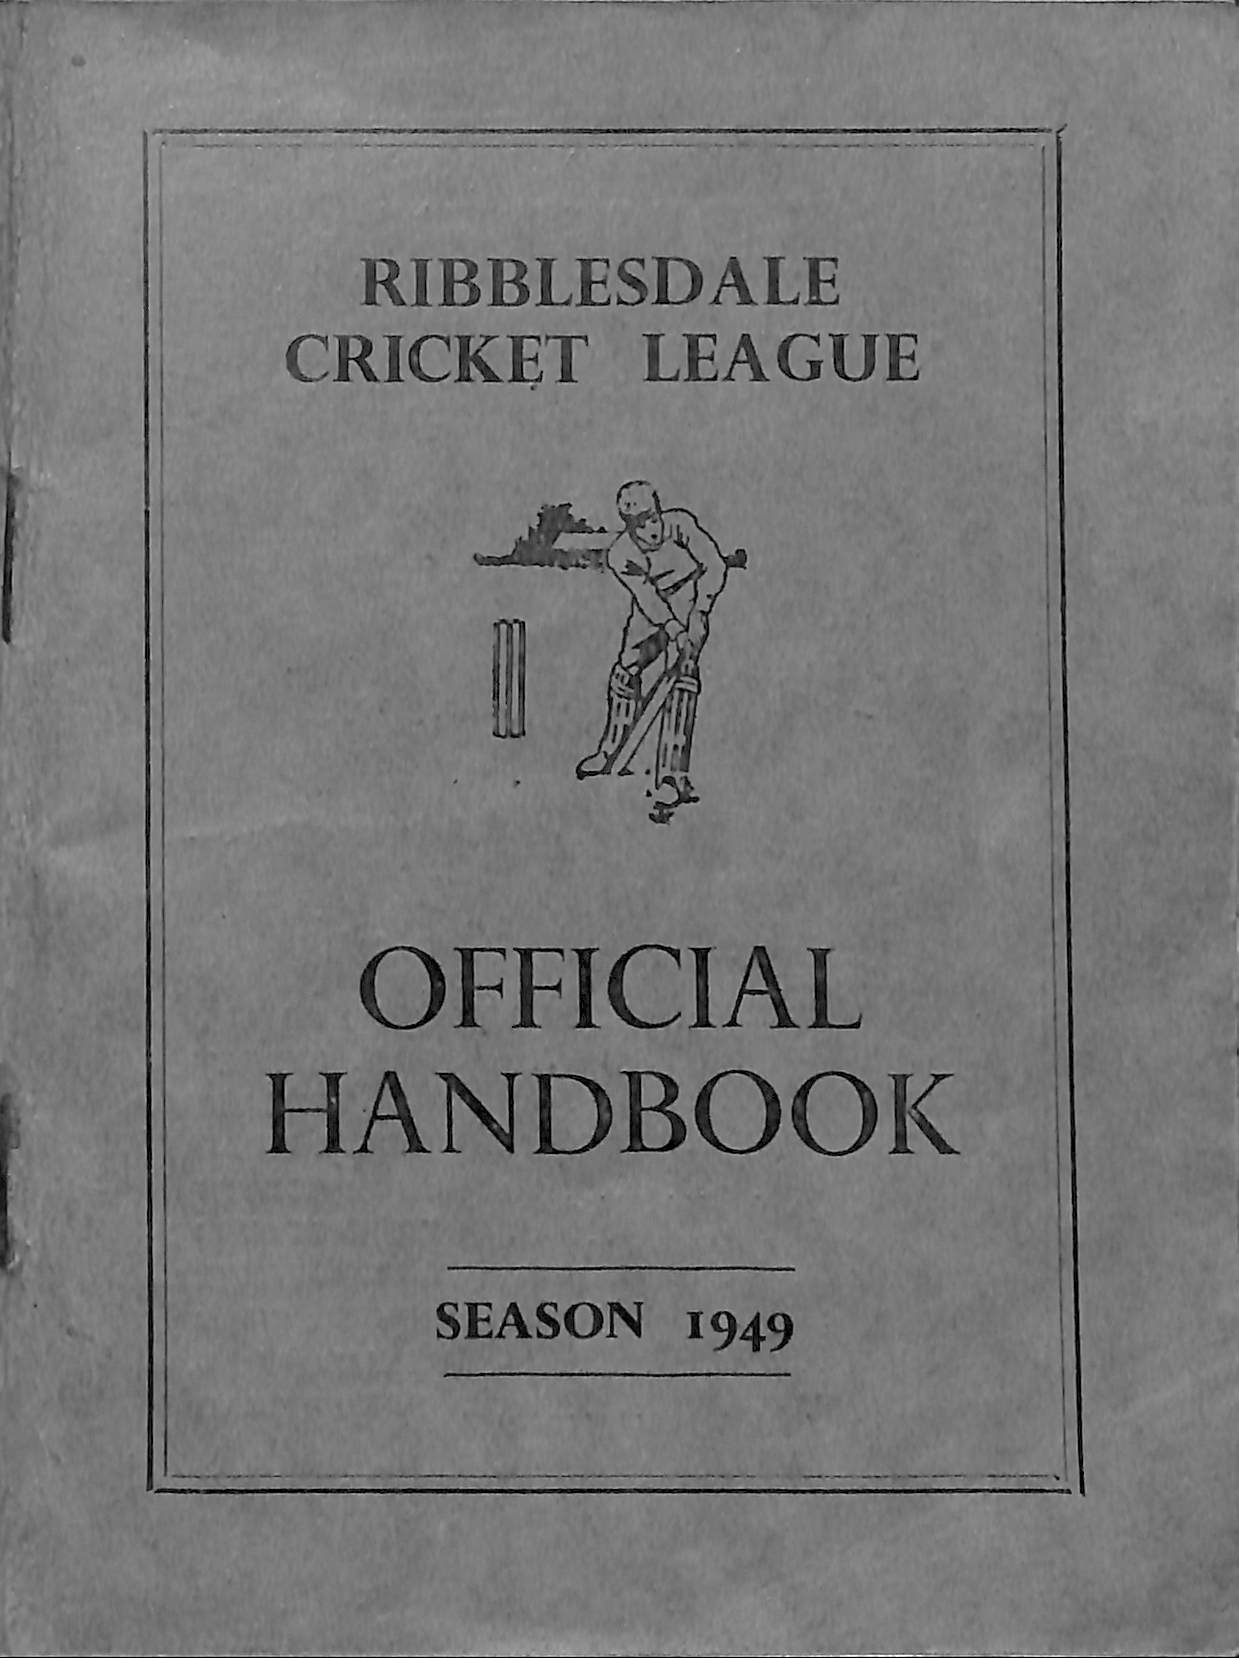 RIBBLESDALE
CRICKET LEAGUE
OFFICIAL
HANDBOOK
SEASON 1949